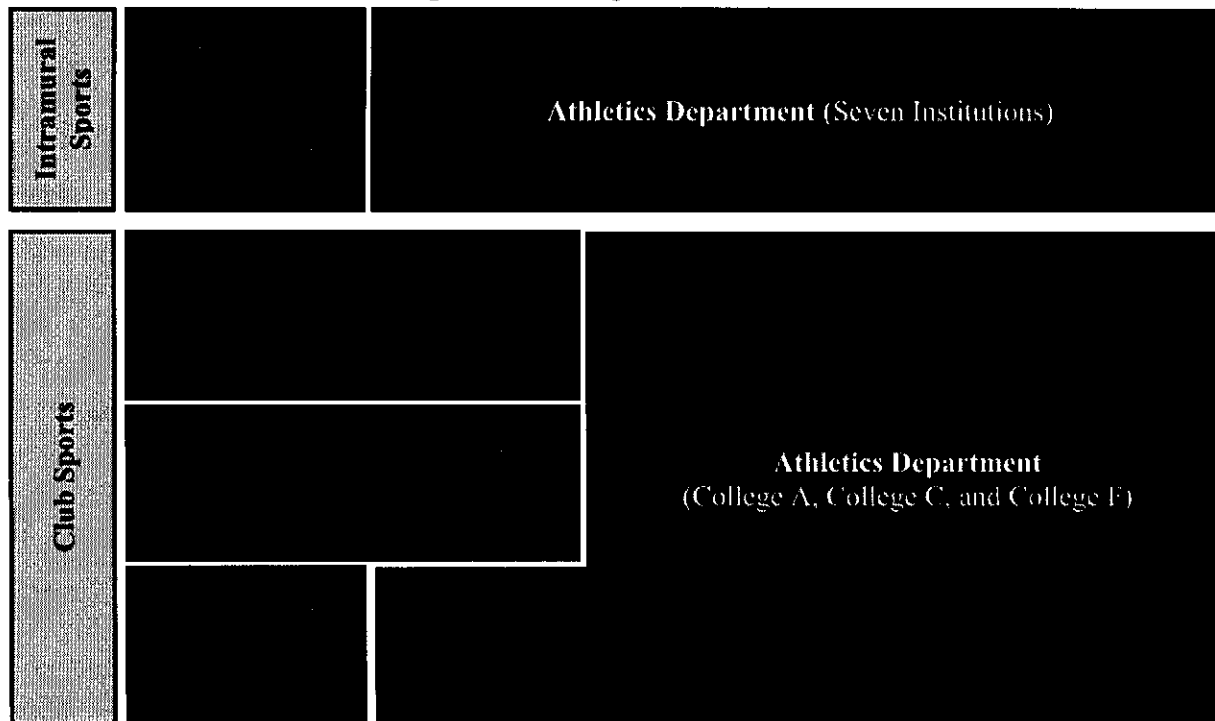 Intramural
Sports
Athletics Department (Seven Institutions)
Club Sports
Athletics Department
(College A, College C, and College F)